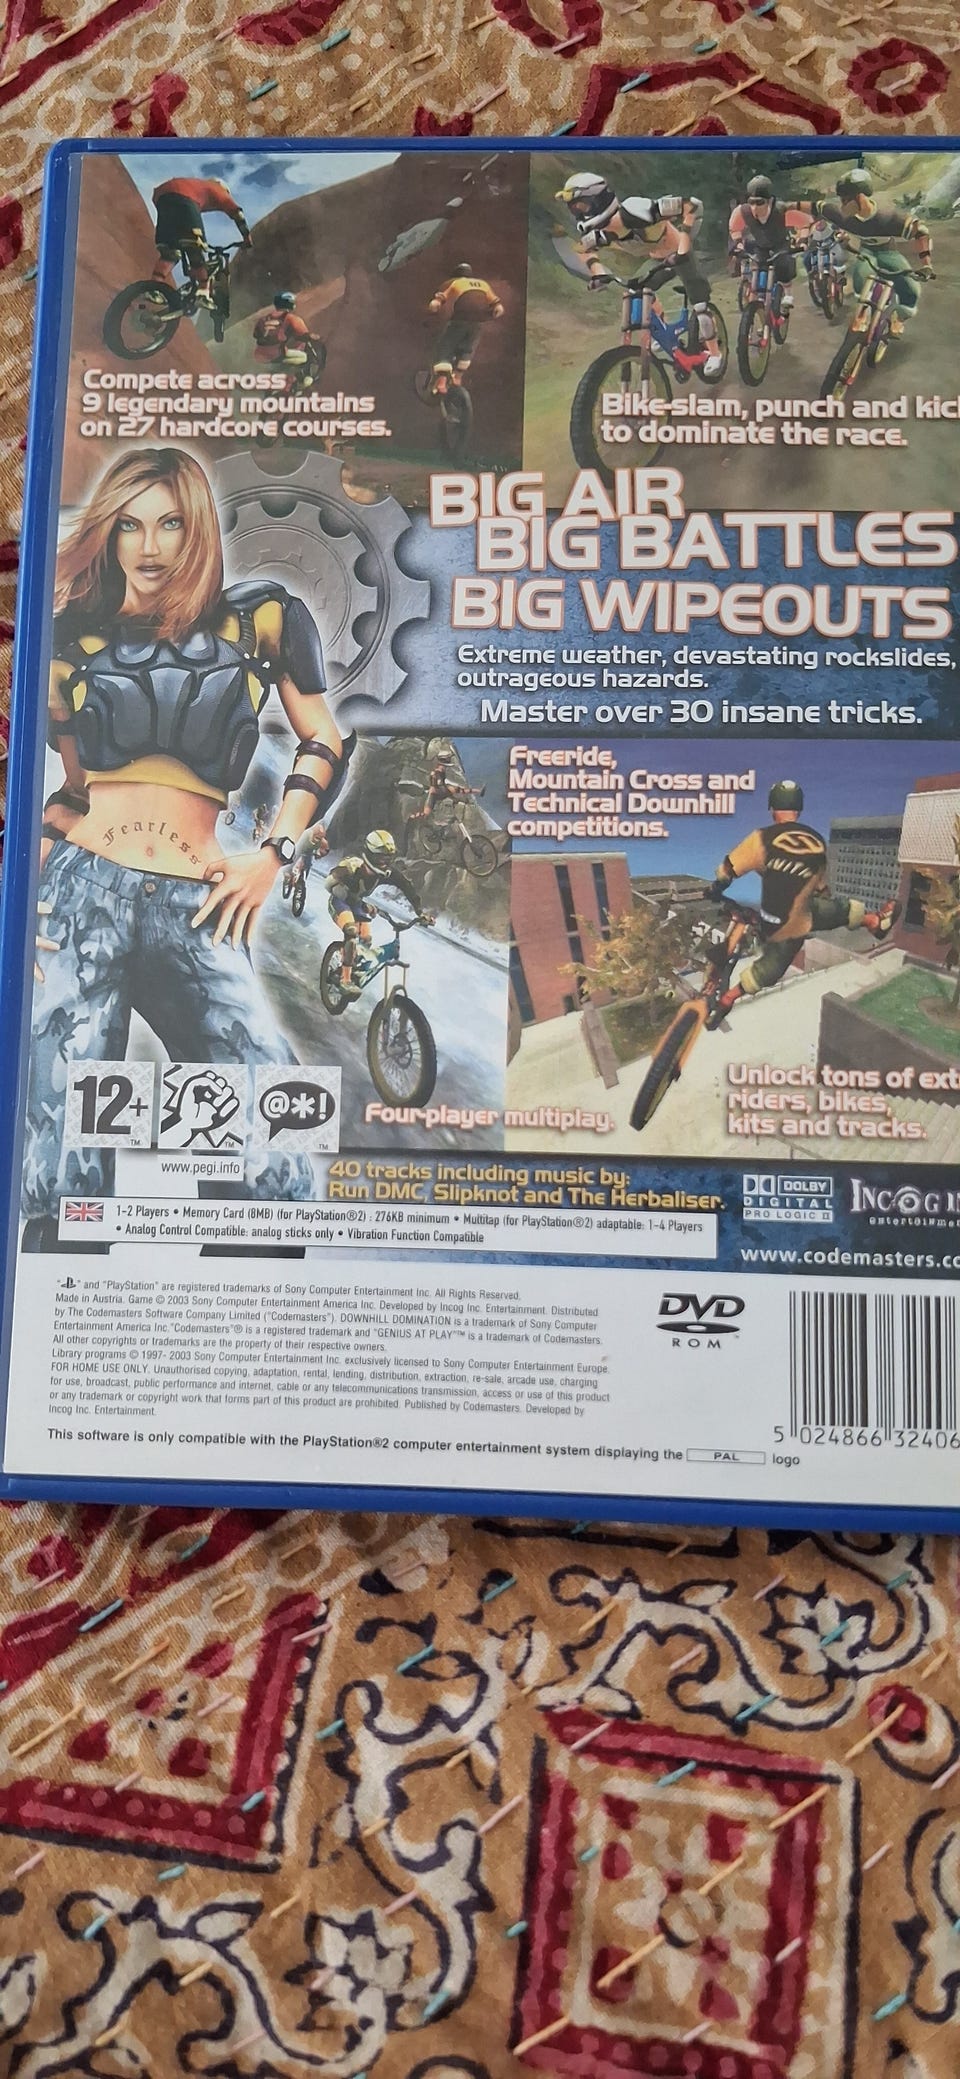 Compete across
9 legendary mountains
on 27 hardcore courses.
Bike-slam, punch and
to dominate the race.
BIG AIR
BIG BATTLES
BIG WIPEOUTS
Extreme weather, devastating rockslides,
outrageous hazards.
Master over 30 insane tricks.
Freeride,
Mountain Cross and
Technical Downhill
competitions.
Fearless
Four-player multiplay.
Unlock tons of
riders, bikes,
kits and tracks.
12+
TM
TM
@*!
TM
www.pegi.info
40 tracks including music by:
Run DMC, Slipknot and The Herbaliser.
DOLBY
DIGITAL
PRO LOGIC II
1-2 Players • Memory Card (8MB) (for PlayStation®2) : 276KB minimum • Multitap (for PlayStation®2) adaptable: 1-4 Players
• Analog Control Compatible: analog sticks only • Vibration Function Compatible
www.codemasters.co
" " and "PlayStation" are registered trademarks of Sony Computer Entertainment Inc. All Rights Reserved.
Made in Austria. Game © 2003 Sony Computer Entertainment America Inc. Developed by Incog Inc. Entertainment. Distributed
by The Codemasters Software Company Limited ("Codemasters"). DOWNHILL DOMINATION is a trademark of Sony Computer
Entertainment America Inc."Codemasters"® is a registered trademark and "GENIUS AT PLAY"™ is a trademark of Codemasters.
All other copyrights or trademarks are the property of their respective owners.
Library programs © 1997- 2003 Sony Computer Entertainment Inc. exclusively licensed to Sony Computer Entertainment Europe.
FOR HOME USE ONLY. Unauthorised copying, adaptation, rental, lending, distribution, extraction, re-sale, arcade use, charging
for use, broadcast, public performance and internet, cable or any telecommunications transmission, access or use of this product
or any trademark or copyright work that forms part of this product are prohibited. Published by Codemasters. Developed by
Incog Inc. Entertainment.
DVD
ROM
5 024866 32406
This software is only compatible with the PlayStation®2 computer entertainment system displaying the PAL logo